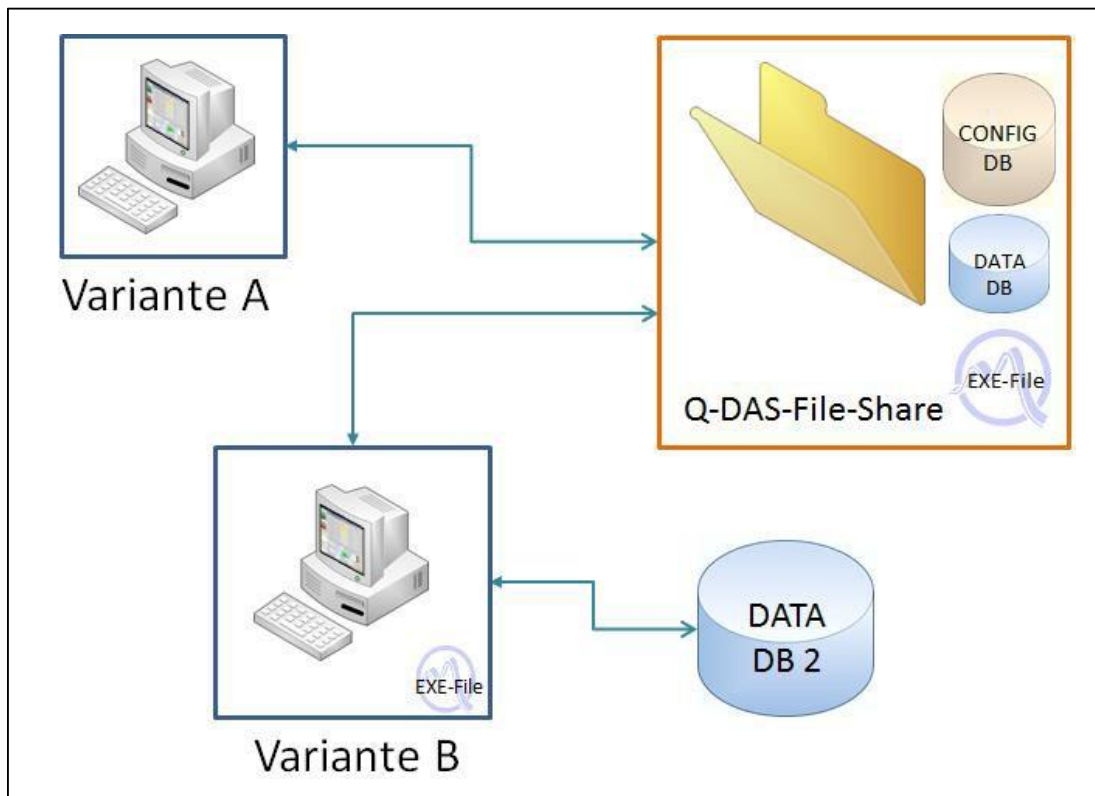 Variante A
CONFIG
DB
DATA
DB
EXE-File
Q-DAS-File-Share
EXE-File
Variante B
DATA
DB 2